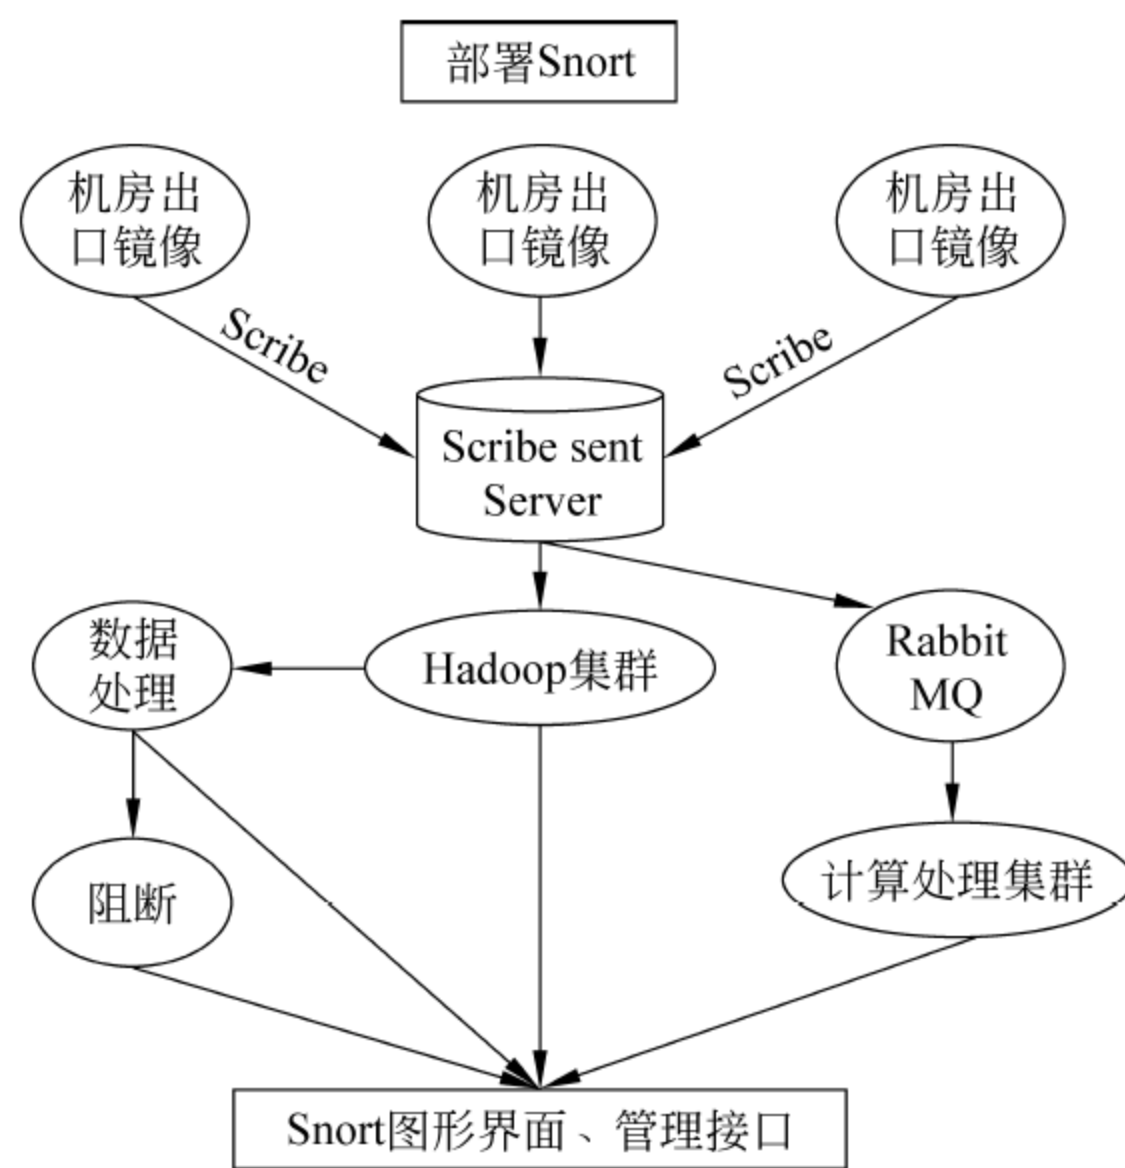 部署Snort
机房出
口镜像
机房出
口镜像
机房出
口镜像
Scribe
Scribe
Scribe sent
Server
数据
处理
Hadoop集群
Rabbit
MQ
阻断
计算处理集群
Snort图形界面、管理接口